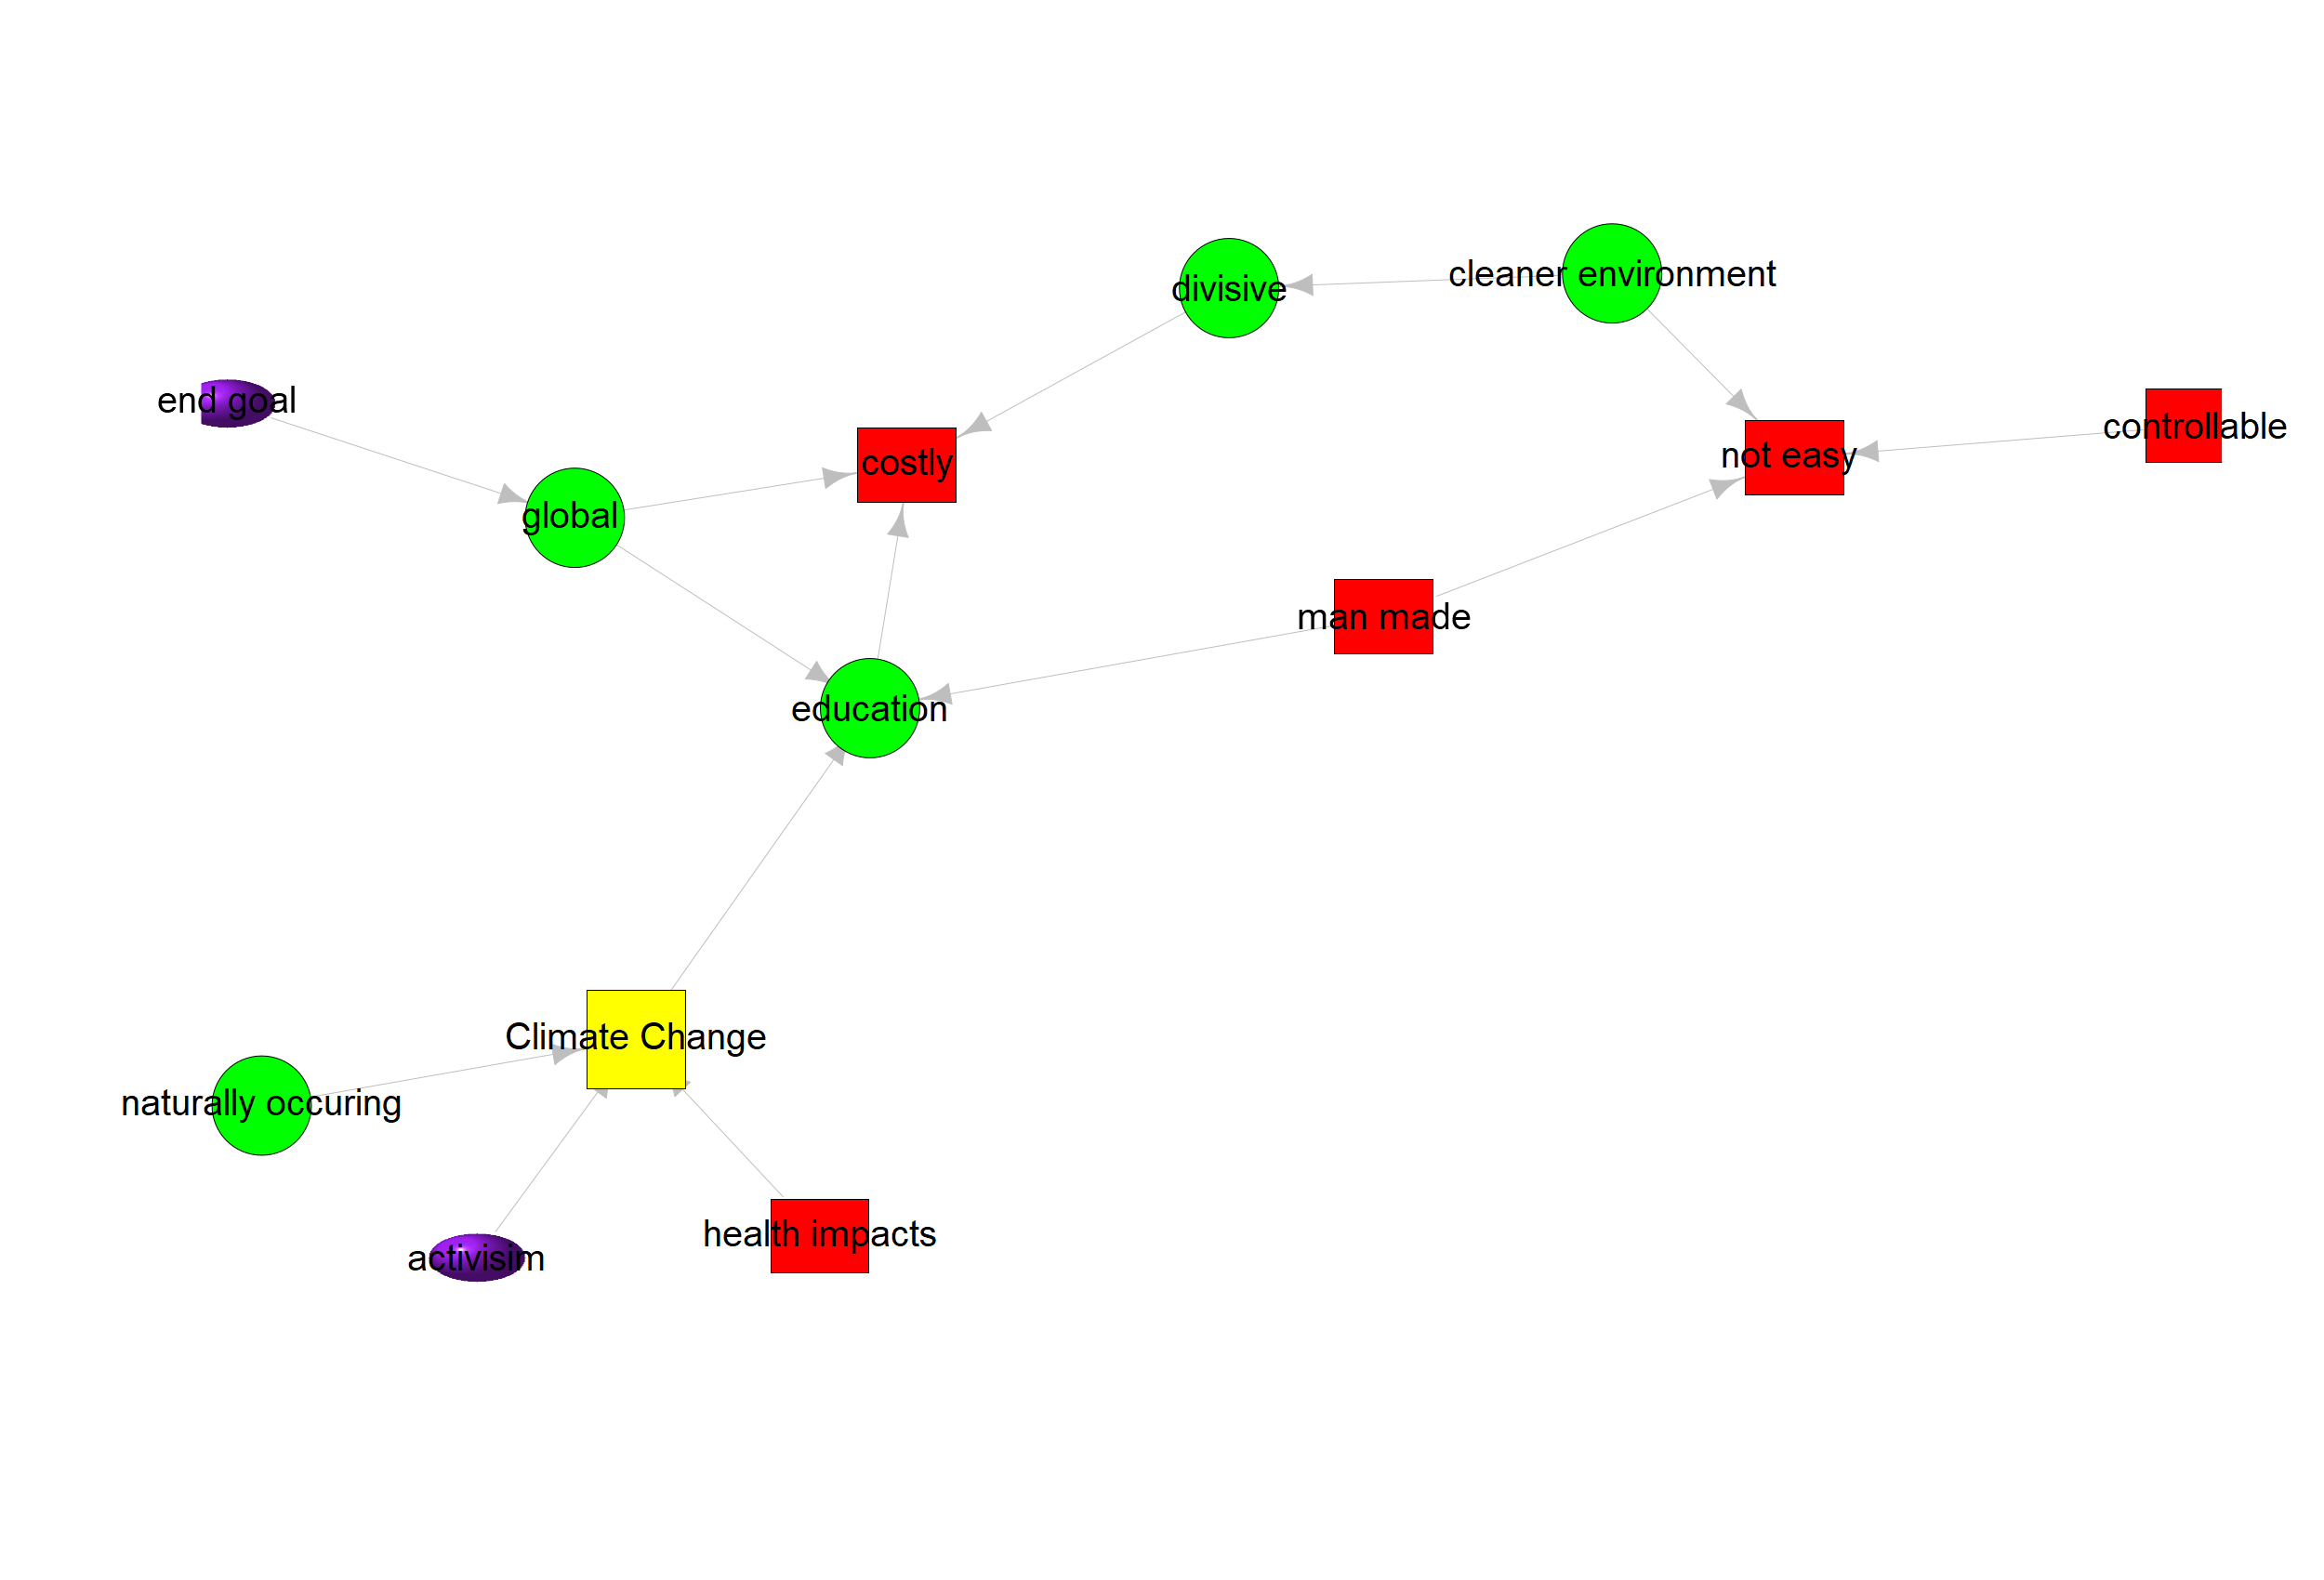 cleaner environment
divisive
end goal
controllable
not easy
costly
global
man made
education
Climate Change
naturally occuring
health impacts
activisim